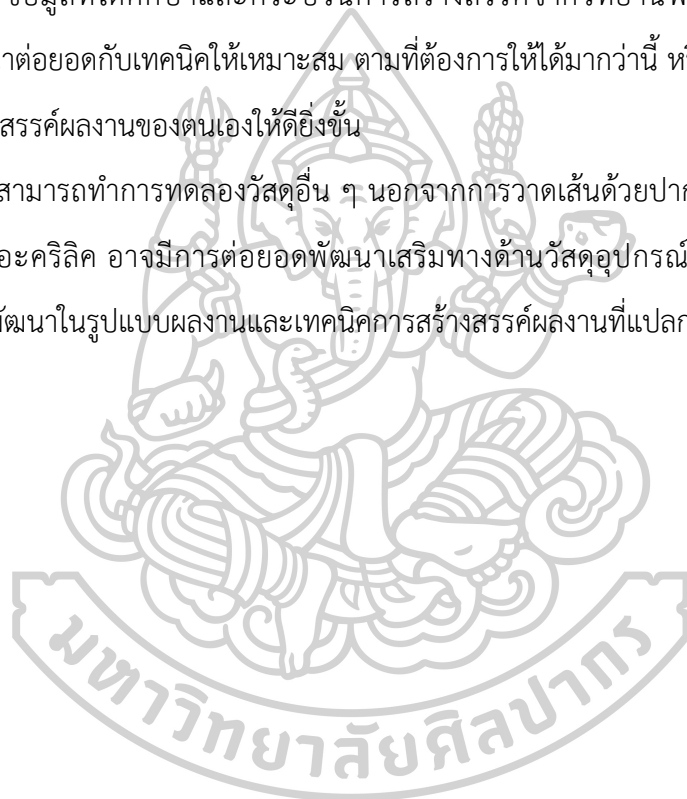 ข้อมูลที่ได้ศึกษาและกระบวนการสร้างสรรค์จากวิทยานิพ
าต่อยอดกับเทคนิคให้เหมาะสม ตามที่ต้องการให้ได้มากว่านี้ หรื
สรรค์ผลงานของตนเองให้ดียิ่งขึ้น
สามารถทำการทดลองวัสดุอื่น ๆ นอกจากการวาดเส้นด้วยปาก
อะคริลิค อาจมีการต่อยอดพัฒนาเสริมทางด้านวัสดุอุปกรณ์
ัฒนาในรูปแบบผลงานและเทคนิคการสร้างสรรค์ผลงานที่แปลก
มหาวิทยาลัยศิลปากร